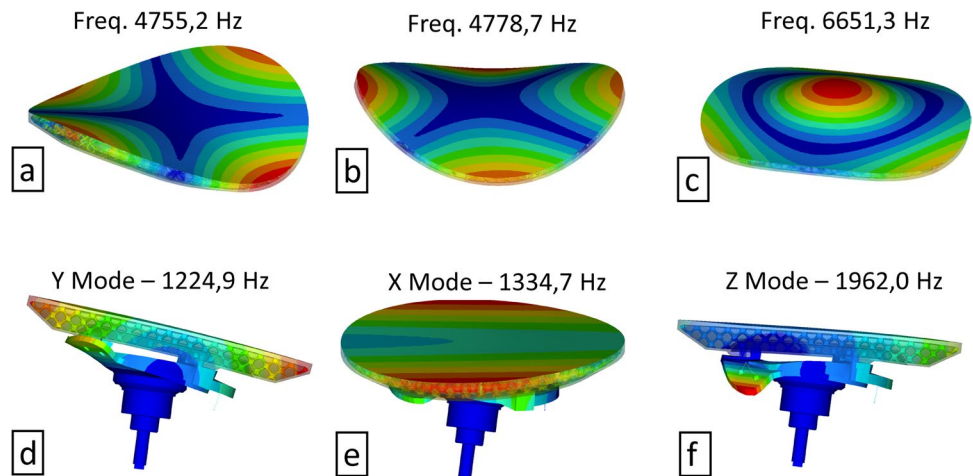 Freq. 4755,2 Hz
Freq. 4778,7 Hz
Freq. 6651,3 Hz
a
b
c
Y Mode – 1224,9 Hz
X Mode – 1334,7 Hz
Z Mode – 1962,0 Hz
d
e
f